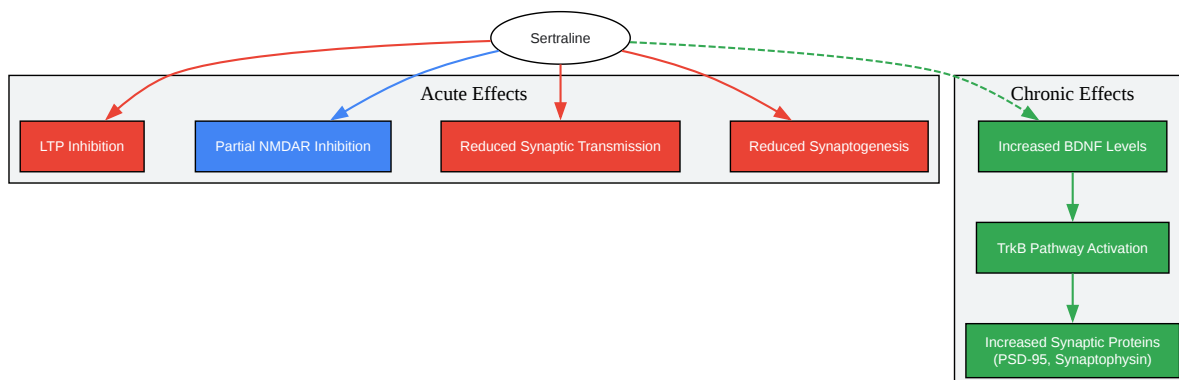 Sertraline
Acute Effects
Chronic Effects
LTP Inhibition
Partial NMDAR Inhibition
Reduced Synaptic Transmission
Reduced Synaptogenesis
Increased BDNF Levels
TrkB Pathway Activation
Increased Synaptic Proteins
(PSD-95, Synaptophysin)